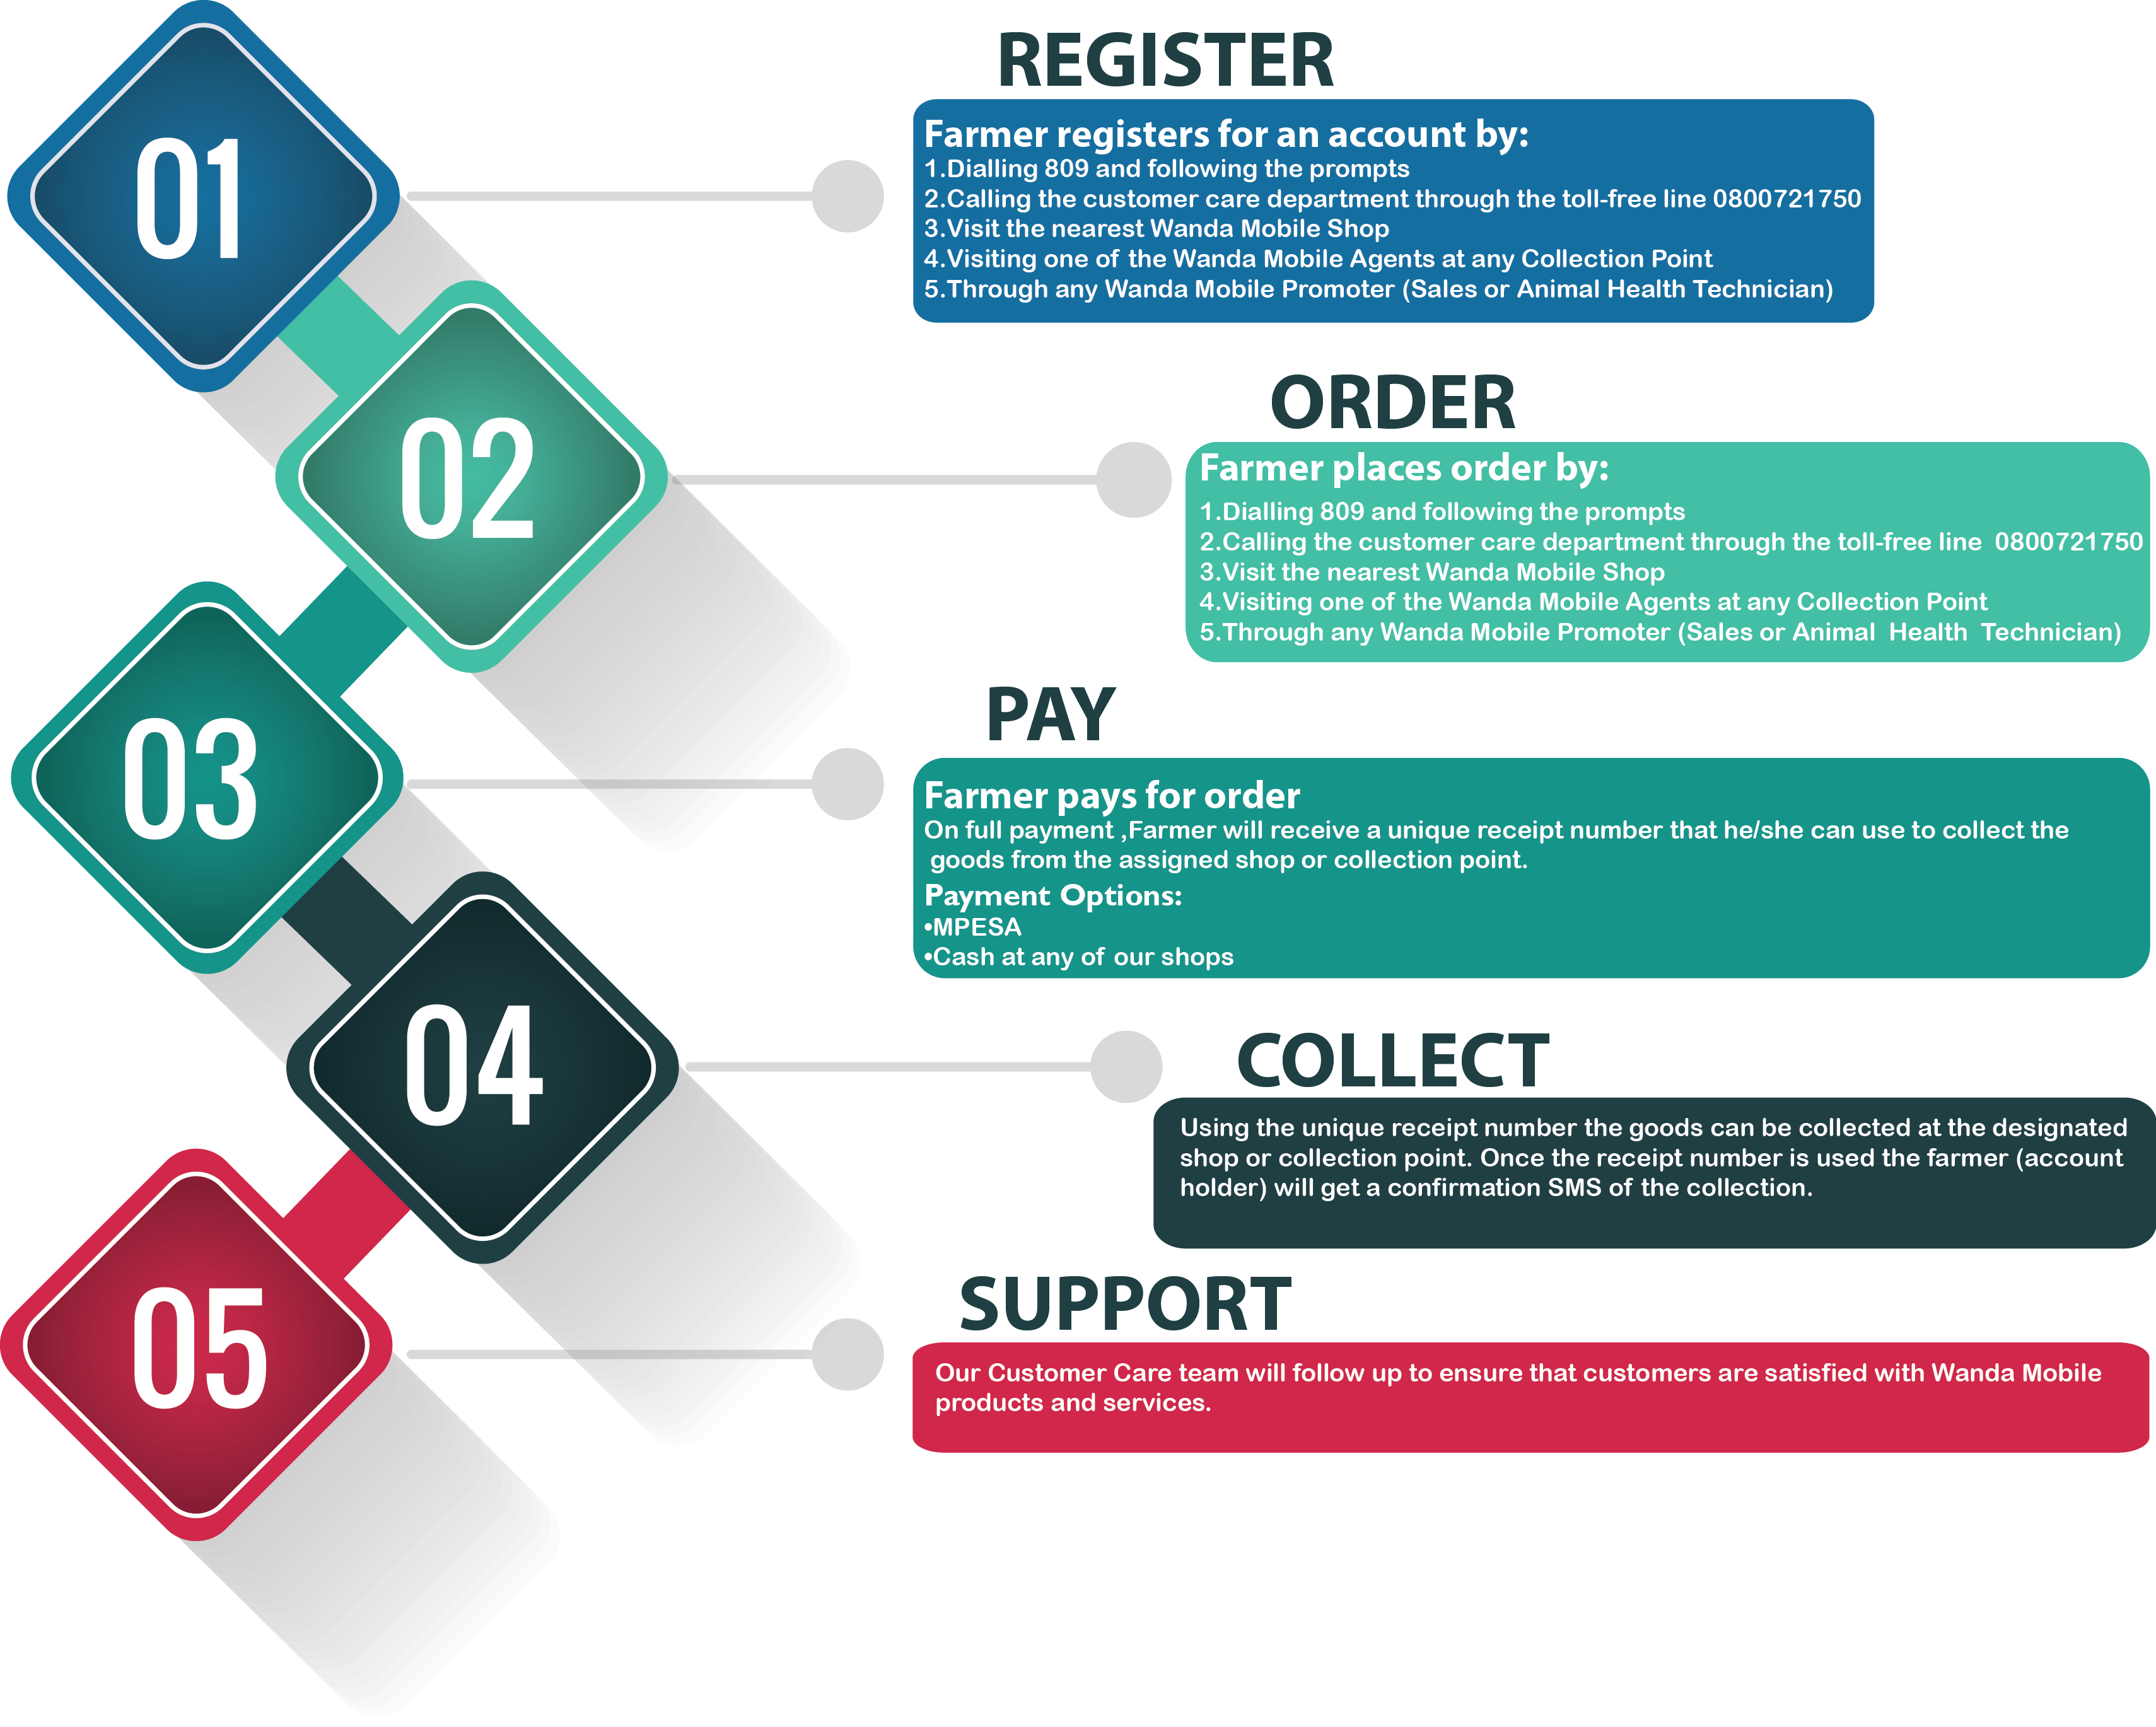 01
REGISTER
Farmer registers for an account by:
1.Dialling 809 and following the prompts
2.Calling the customer care department through the toll-free line 0800721750
3.Visit the nearest Wanda Mobile Shop
4.Visiting one of the Wanda Mobile Agents at any Collection Point
5.Through any Wanda Mobile Promoter (Sales or Animal Health Technician)
02
ORDER
Farmer places order by:
1.Dialling 809 and following the prompts
2.Calling the customer care department through the toll-free line 0800721750
3.Visit the nearest Wanda Mobile Shop
4.Visiting one of the Wanda Mobile Agents at any Collection Point
5.Through any Wanda Mobile Promoter (Sales or Animal Health Technician)
03
PAY
Farmer pays for order
On full payment ,Farmer will receive a unique receipt number that he/she can use to collect the
goods from the assigned shop or collection point.
Payment Options:
•MPESA
•Cash at any of our shops
04
COLLECT
Using the unique receipt number the goods can be collected at the designated
shop or collection point. Once the receipt number is used the farmer (account
holder) will get a confirmation SMS of the collection.
05
SUPPORT
Our Customer Care team will follow up to ensure that customers are satisfied with Wanda Mobile
products and services.